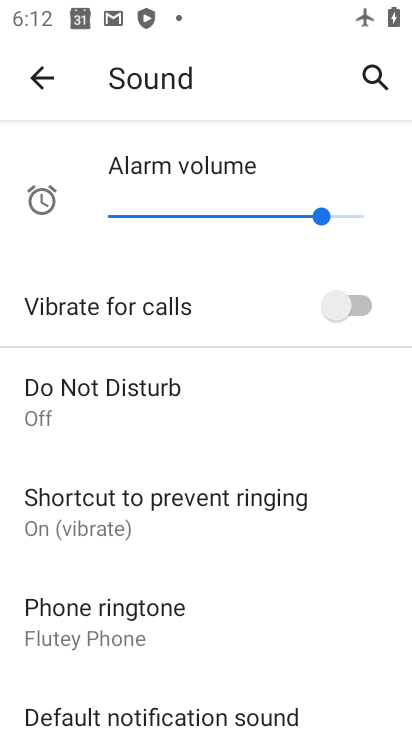 6:12 31
Sound
Alarm volume
Vibrate for calls
Do Not Disturb
Off
Shortcut to prevent ringing
On (vibrate)
Phone ringtone
Flutey Phone
Default notification sound